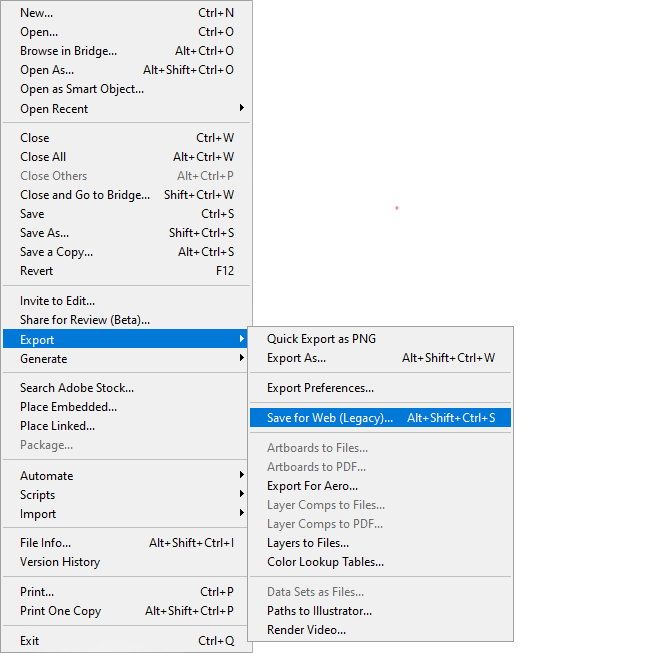 New... Ctrl+N
Open... Ctrl+O
Browse in Bridge... Alt+Ctrl+O
Open As... Alt+Shift+Ctrl+O
Open as Smart Object...
Open Recent
Close Ctrl+W
Close All Alt+Ctrl+W
Close Others Alt+Ctrl+P
Close and Go to Bridge... Shift+Ctrl+W
Save Ctrl+S
Save As... Shift+Ctrl+S
Save a Copy... Alt+Ctrl+S
Revert F12
Invite to Edit...
Share for Review (Beta)...
Export
Generate
Search Adobe Stock...
Place Embedded...
Place Linked...
Package...
Automate
Scripts
Import
File Info... Alt+Shift+Ctrl+I
Version History
Print... Ctrl+P
Print One Copy Alt+Shift+Ctrl+P
Exit Ctrl+Q
Quick Export as PNG
Export As... Alt+Shift+Ctrl+W
Export Preferences...
Save for Web (Legacy)... Alt+Shift+Ctrl+S
Artboards to Files...
Artboards to PDF...
Export For Aero...
Layer Comps to Files...
Layer Comps to PDF...
Layers to Files...
Color Lookup Tables...
Data Sets as Files...
Paths to Illustrator...
Render Video...